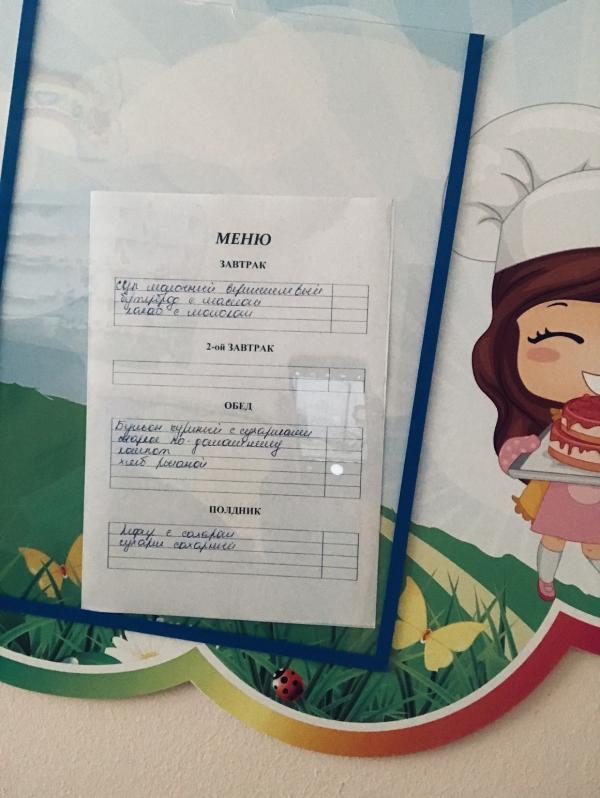 МЕНЮ
ЗАВТРАК
Суп молочный вермишелевый
бутерброд с маслом
какао с молоком
2-ой ЗАВТРАК
ОБЕД
Бульон куриный с сухариками
жаркое по-домашнему
компот
хлеб ржаной
ПОЛДНИК
Кефир с сахаром
сухари сахарные